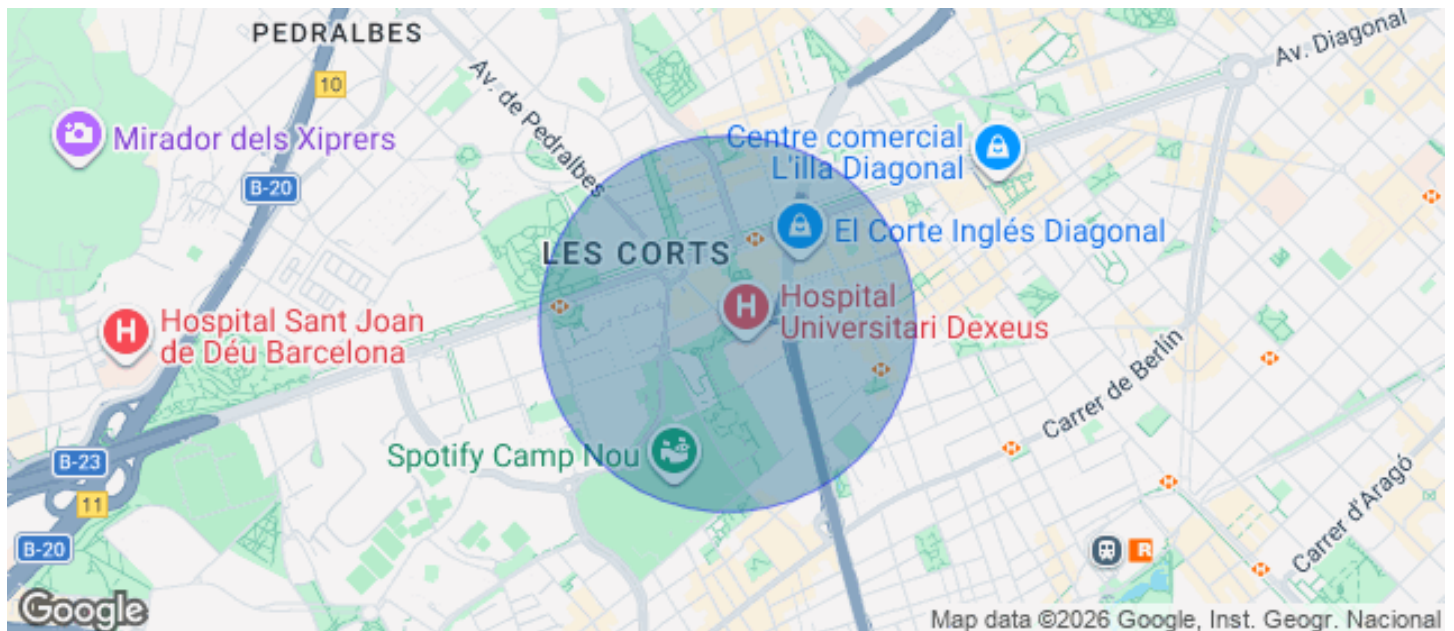 PEDRALBES
10
Av. de Pedralbes
Av. Diagonal
Mirador dels Xiprers
Centre comercial
L'illa Diagonal
B-20
El Corte Inglés Diagonal
LES CORTS
H
Hospital
Universitari Dexeus
H
Hospital Sant Joan
de Déu Barcelona
Carrer de Berlín
Spotify Camp Nou
B-23
11
Carrer d'Aragó
B-20
R
Google
Map data ©2026 Google, Inst. Geogr. Nacional